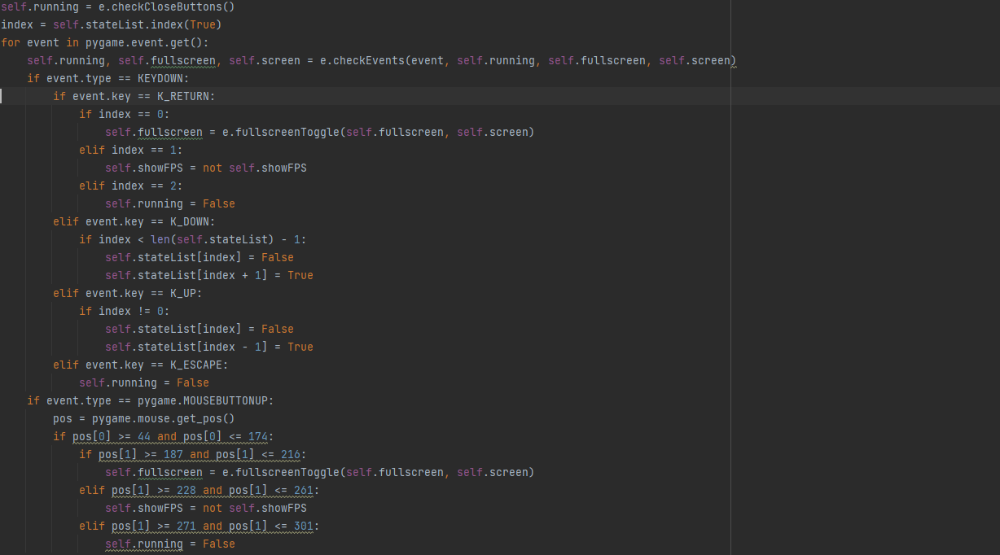 self.running = e.checkCloseButtons()
index = self.stateList.index(True)
for event in pygame.event.get():
    self.running, self.fullscreen, self.screen = e.checkEvents(event, self.running, self.fullscreen, self.screen)
    if event.type == KEYDOWN:
        if event.key == K_RETURN:
            if index == 0:
                self.fullscreen = e.fullscreenToggle(self.fullscreen, self.screen)
            elif index == 1:
                self.showFPS = not self.showFPS
            elif index == 2:
                self.running = False
        elif event.key == K_DOWN:
            if index < len(self.stateList) - 1:
                self.stateList[index] = False
                self.stateList[index + 1] = True
        elif event.key == K_UP:
            if index != 0:
                self.stateList[index] = False
                self.stateList[index - 1] = True
        elif event.key == K_ESCAPE:
            self.running = False
    if event.type == pygame.MOUSEBUTTONUP:
        pos = pygame.mouse.get_pos()
        if pos[0] >= 44 and pos[0] <= 174:
            if pos[1] >= 187 and pos[1] <= 216:
                self.fullscreen = e.fullscreenToggle(self.fullscreen, self.screen)
            elif pos[1] >= 228 and pos[1] <= 261:
                self.showFPS = not self.showFPS
            elif pos[1] >= 271 and pos[1] <= 301:
                self.running = False